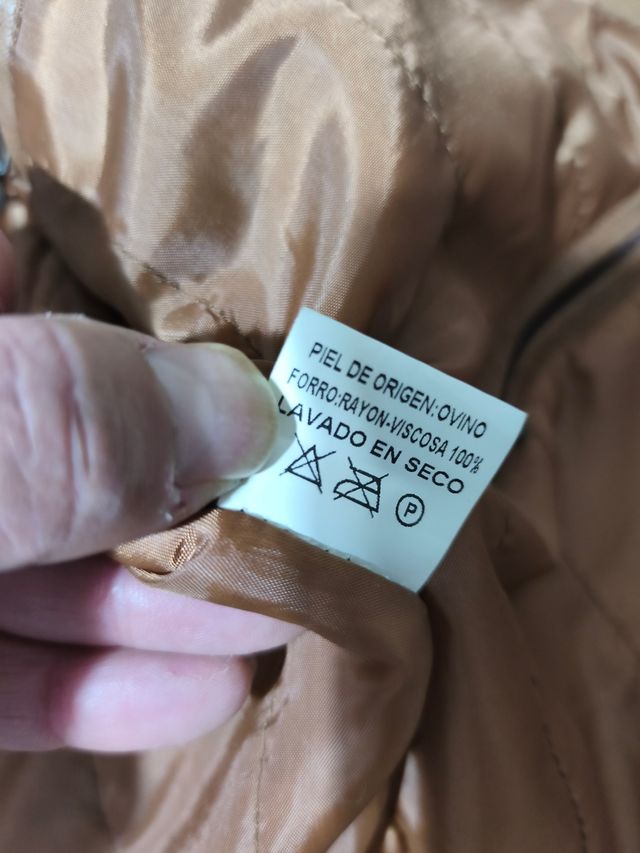 PIEL DE ORIGEN:OVINO
FORRO:RAYON-VISCOSA 100%
LAVADO EN SECO
P